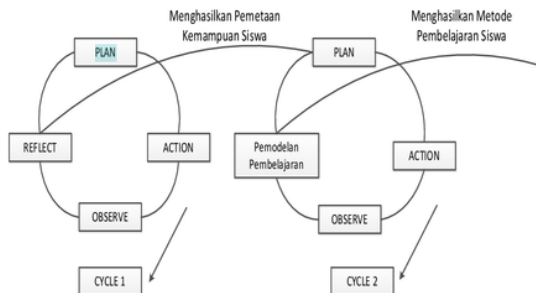 Menghasilkan Pemetaan
Kemampuan Siswa
Menghasilkan Metode
Pembelajaran Siswa
PLAN
PLAN
REFLECT
ACTION
Pemodelan
Pembelajaran
ACTION
OBSERVE
OBSERVE
CYCLE 1
CYCLE 2